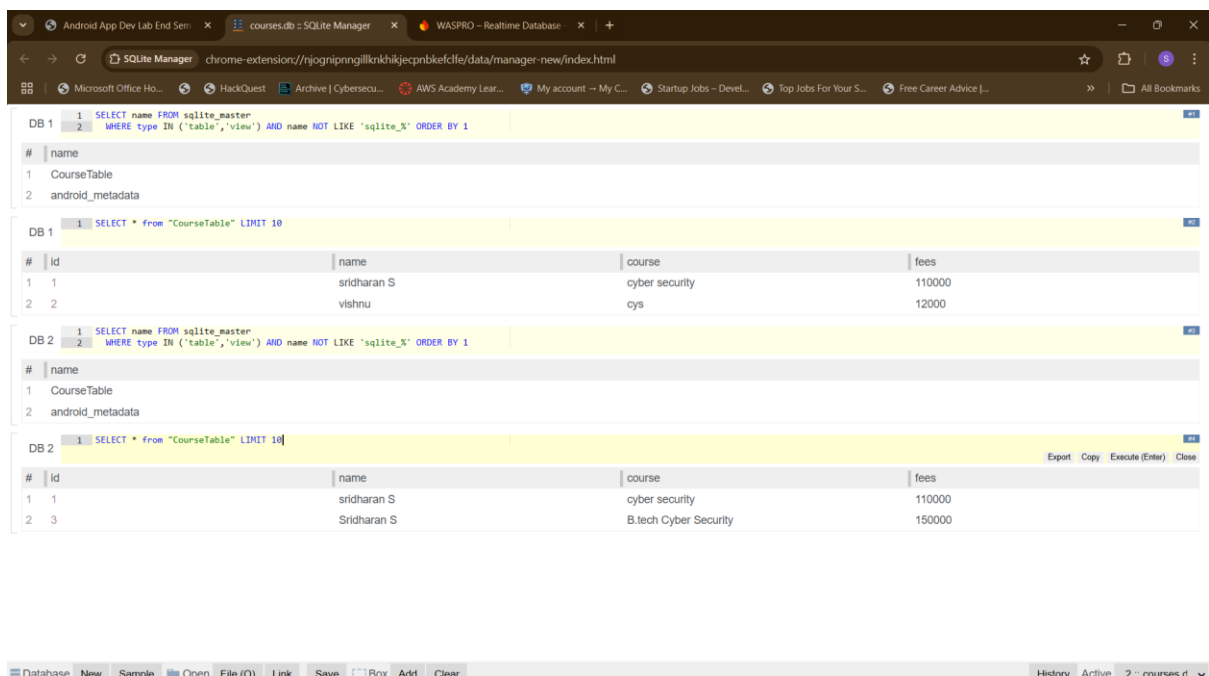 Android App Dev Lab End Sem
courses.db :: SQLite Manager
WASPRO – Realtime Database –
SQLite Manager chrome-extension://njognipnngillknkhikjecpnbkefclfe/data/manager-new/index.html S
Microsoft Office Ho... HackQuest Archive | Cybersecu... AWS Academy Lear... My account → My C... Startup Jobs – Devel... Top Jobs For Your S... Free Career Advice |... » All Bookmarks
DB 1
1 SELECT name FROM sqlite_master
2 WHERE type IN ('table','view') AND name NOT LIKE 'sqlite_%' ORDER BY 1
#1
# name
1 CourseTable
2 android_metadata
DB 1
1 SELECT * from "CourseTable" LIMIT 10
#2
# id name course fees
1 1 sridharan S cyber security 110000
2 2 vishnu cys 12000
DB 2
1 SELECT name FROM sqlite_master
2 WHERE type IN ('table','view') AND name NOT LIKE 'sqlite_%' ORDER BY 1
#3
# name
1 CourseTable
2 android_metadata
DB 2
1 SELECT * from "CourseTable" LIMIT 10
#4
Export Copy Execute (Enter) Close
# id name course fees
1 1 sridharan S cyber security 110000
2 3 Sridharan S B.tech Cyber Security 150000
Database New Sample Open File (O) Link Save Box Add Clear History Active 2 :: courses.d